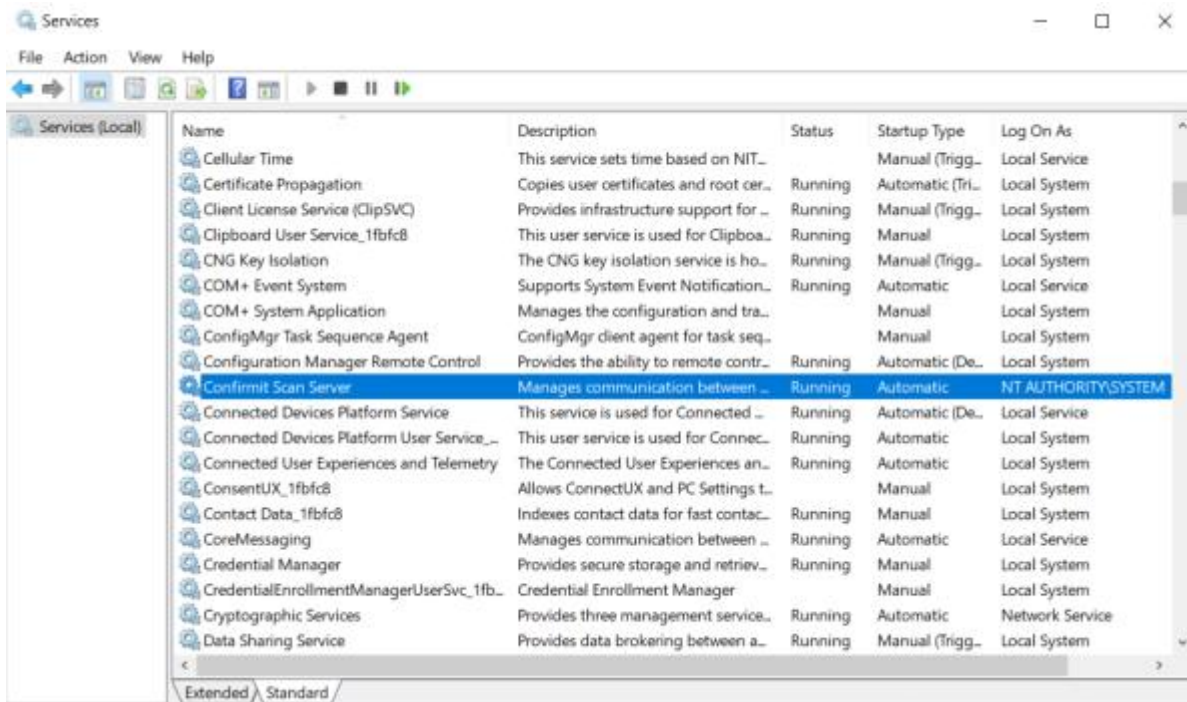 Services
File Action View Help
Services (Local)
Name Description Status Startup Type Log On As
Cellular Time This service sets time based on NIT... Manual (Trigg... Local Service
Certificate Propagation Copies user certificates and root cer... Running Automatic (Tri... Local System
Client License Service (ClipSVC) Provides infrastructure support for ... Running Manual (Trigg... Local System
Clipboard User Service_1fbfc8 This user service is used for Clipboa... Running Manual Local System
CNG Key Isolation The CNG key isolation service is ho... Running Manual (Trigg... Local System
COM+ Event System Supports System Event Notification... Running Automatic Local Service
COM+ System Application Manages the configuration and tra... Manual Local System
ConfigMgr Task Sequence Agent ConfigMgr client agent for task seq... Manual Local System
Configuration Manager Remote Control Provides the ability to remote contr... Running Automatic (De... Local System
Confirmit Scan Server Manages communication between ... Running Automatic NT AUTHORITY\SYSTEM
Connected Devices Platform Service This service is used for Connected ... Running Automatic (De... Local Service
Connected Devices Platform User Service_... This user service is used for Connec... Running Automatic Local System
Connected User Experiences and Telemetry The Connected User Experiences an... Running Automatic Local System
ConsentUX_1fbfc8 Allows ConnectUX and PC Settings t... Manual Local System
Contact Data_1fbfc8 Indexes contact data for fast contac... Running Manual Local System
CoreMessaging Manages communication between ... Running Automatic Local Service
Credential Manager Provides secure storage and retriev... Running Manual Local System
CredentialEnrollmentManagerUserSvc_1fb... Credential Enrollment Manager Manual Local System
Cryptographic Services Provides three management service... Running Automatic Network Service
Data Sharing Service Provides data brokering between a... Running Manual (Trigg... Local System
Extended Standard